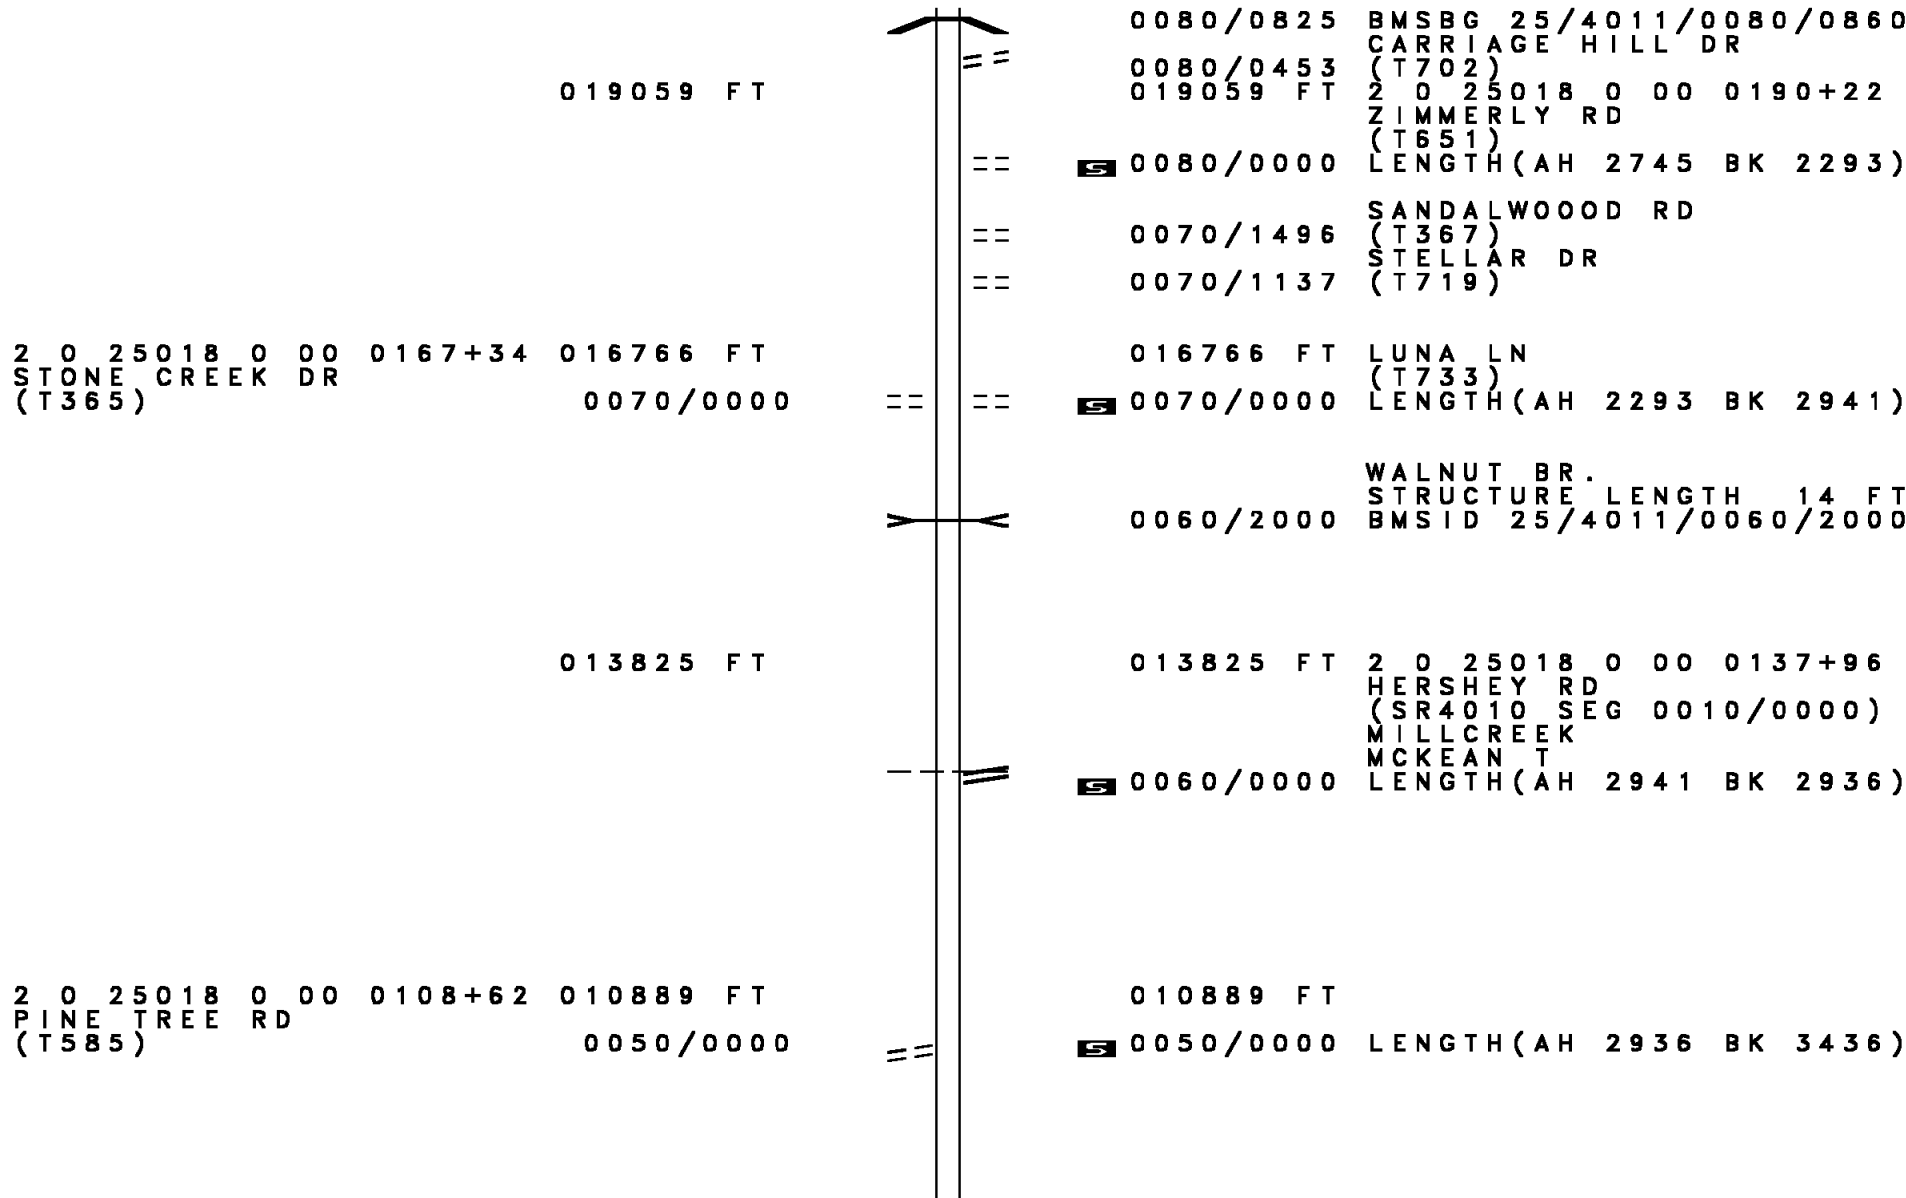 0080/0825 BMSBG 25/4011/0080/0860
CARRIAGE HILL DR
0080/0453 (T702)
019059 FT 019059 FT 2 0 25018 0 00 0190+22
ZIMMERLY RD
(T651)
S 0080/0000 LENGTH(AH 2745 BK 2293)
SANDALWOOOD RD
0070/1496 (T367)
STELLAR DR
0070/1137 (T719)
2 0 25018 0 00 0167+34 016766 FT 016766 FT LUNA LN
STONE CREEK DR (T733)
(T365) 0070/0000 S 0070/0000 LENGTH(AH 2293 BK 2941)
WALNUT BR.
STRUCTURE LENGTH 14 FT
0060/2000 BMSID 25/4011/0060/2000
013825 FT 013825 FT 2 0 25018 0 00 0137+96
HERSHEY RD
(SR4010 SEG 0010/0000)
MILLCREEK
MCKEAN T
S 0060/0000 LENGTH(AH 2941 BK 2936)
2 0 25018 0 00 0108+62 010889 FT 010889 FT
PINE TREE RD
(T585) 0050/0000 S 0050/0000 LENGTH(AH 2936 BK 3436)